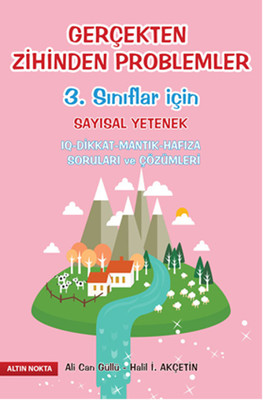 GERÇEKTEN
ZİHİNDEN PROBLEMLER
3. Sınıflar için
SAYISAL YETENEK
IQ-DİKKAT-MANTIK-HAFIZA
SORULARI ve ÇÖZÜMLERİ
ALTIN NOKTA
Ali Can Güllü - Halil İ. AKÇETİN